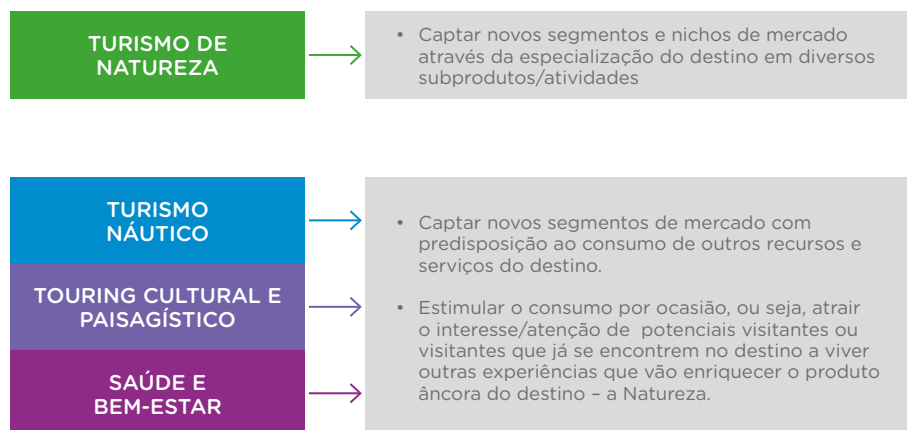 TURISMO DE
NATUREZA
• Captar novos segmentos e nichos de mercado
através da especialização do destino em diversos
subprodutos/atividades
TURISMO
NÁUTICO
TOURING CULTURAL E
PAISAGÍSTICO
SAÚDE E
BEM-ESTAR
• Captar novos segmentos de mercado com
predisposição ao consumo de outros recursos e
serviços do destino.
• Estimular o consumo por ocasião, ou seja, atrair
o interesse/atenção de potenciais visitantes ou
visitantes que já se encontrem no destino a viver
outras experiências que vão enriquecer o produto
âncora do destino – a Natureza.